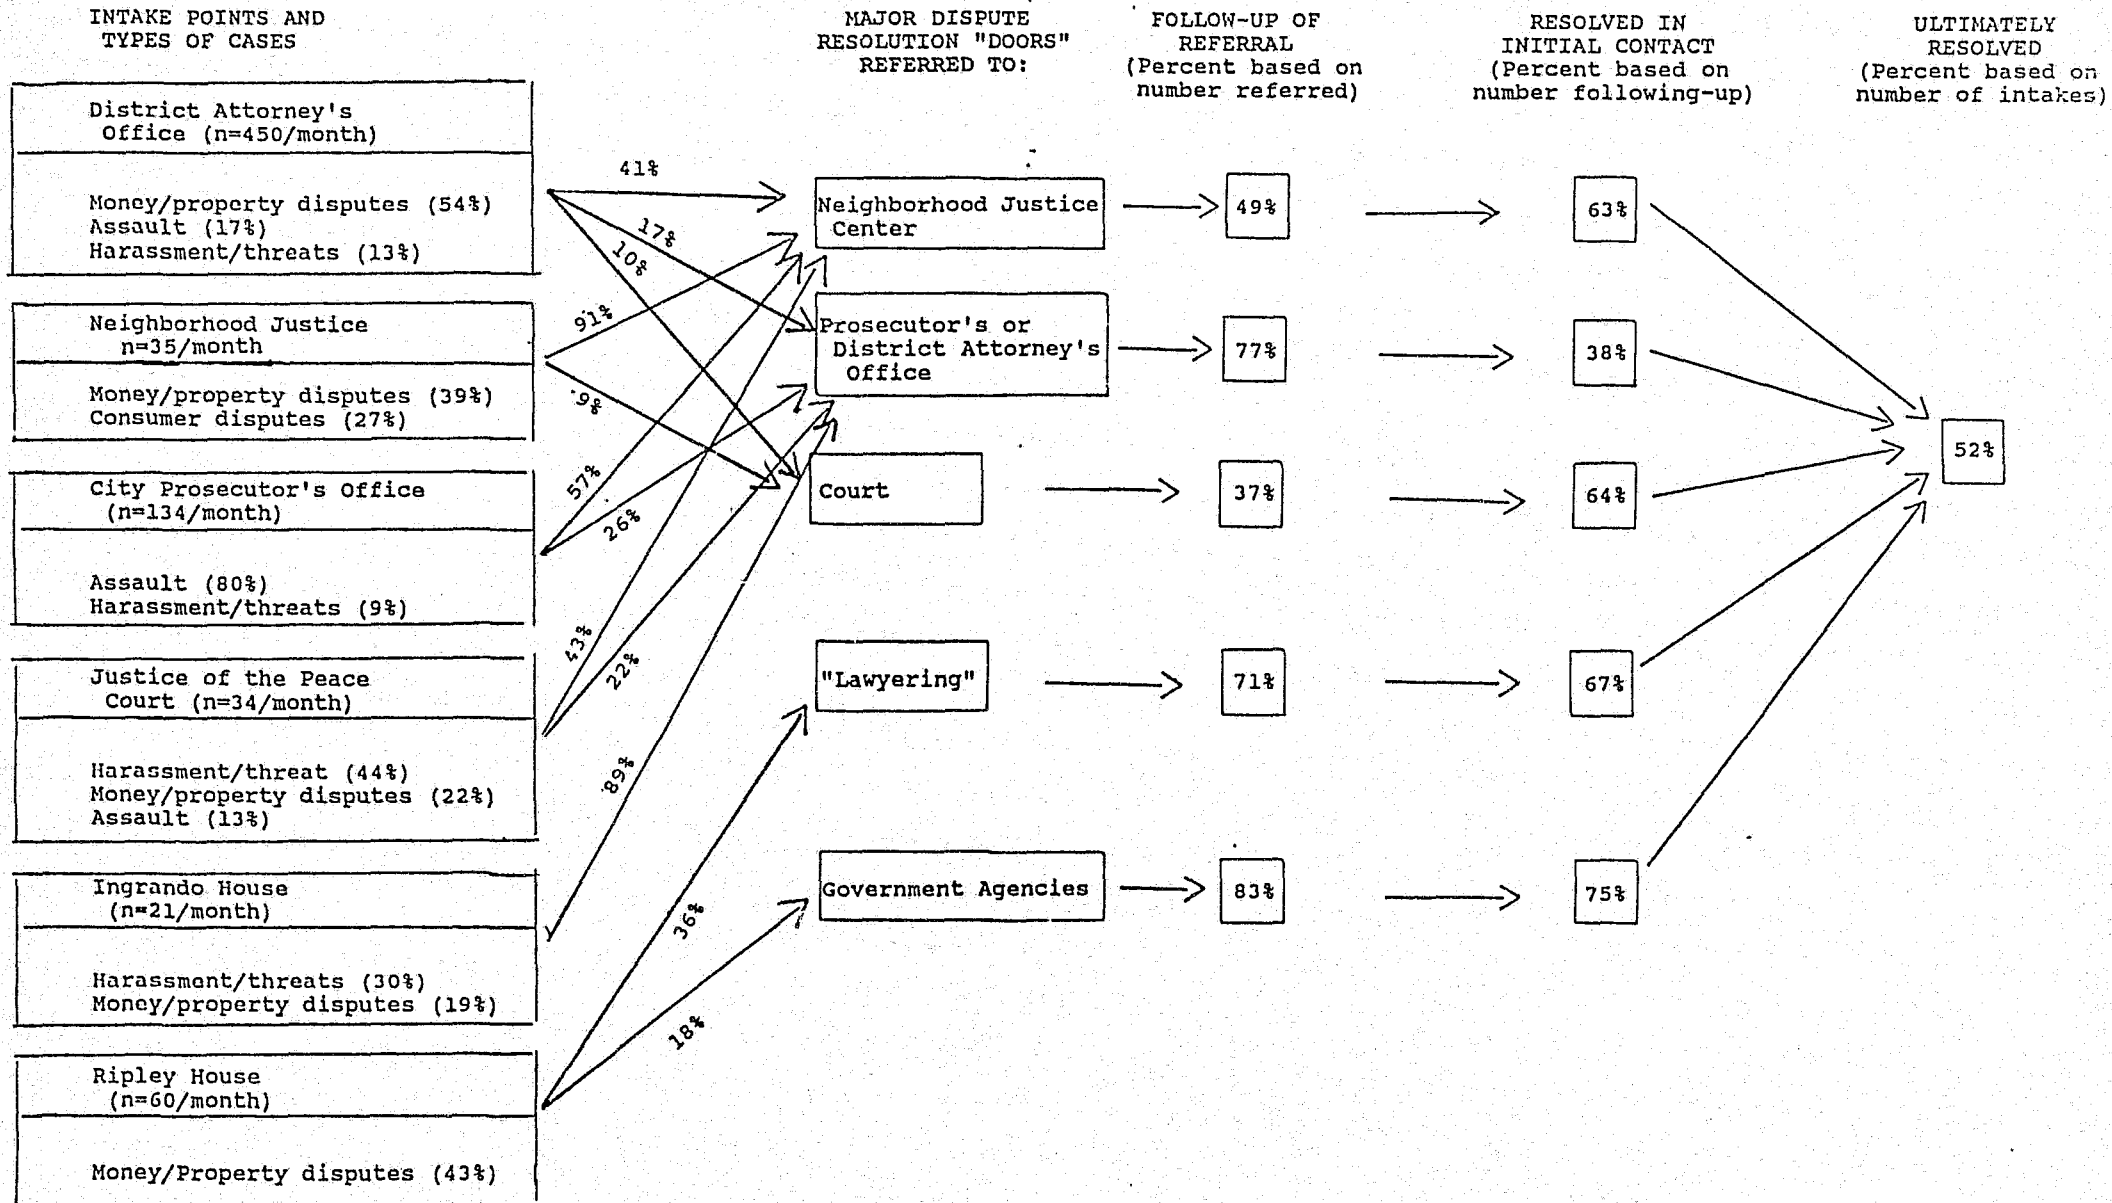 INTAKE POINTS AND
TYPES OF CASES
MAJOR DISPUTE
RESOLUTION "DOORS"
REFERRED TO:
FOLLOW-UP OF
REFERRAL
(Percent based on
number referred)
RESOLVED IN
INITIAL CONTACT
(Percent based on
number following-up)
ULTIMATELY
RESOLVED
(Percent based on
number of intakes)
District Attorney's
Office (n=450/month)
Money/property disputes (54%)
Assault (17%)
Harassment/threats (13%)
Neighborhood Justice
n=35/month
Money/property disputes (39%)
Consumer disputes (27%)
City Prosecutor's Office
(n=134/month)
Assault (80%)
Harassment/threats (9%)
Justice of the Peace
Court (n=34/month)
Harassment/threat (44%)
Money/property disputes (22%)
Assault (13%)
Ingrando House
(n=21/month)
Harassment/threats (30%)
Money/property disputes (19%)
Ripley House
(n=60/month)
Money/Property disputes (43%)
41%
17%
10%
91%
9%
57%
26%
43%
22%
89%
36%
18%
Neighborhood Justice
Center
49%
63%
Prosecutor's or
District Attorney's
Office
77%
38%
Court
37%
64%
"Lawyering"
71%
67%
Government Agencies
83%
75%
52%